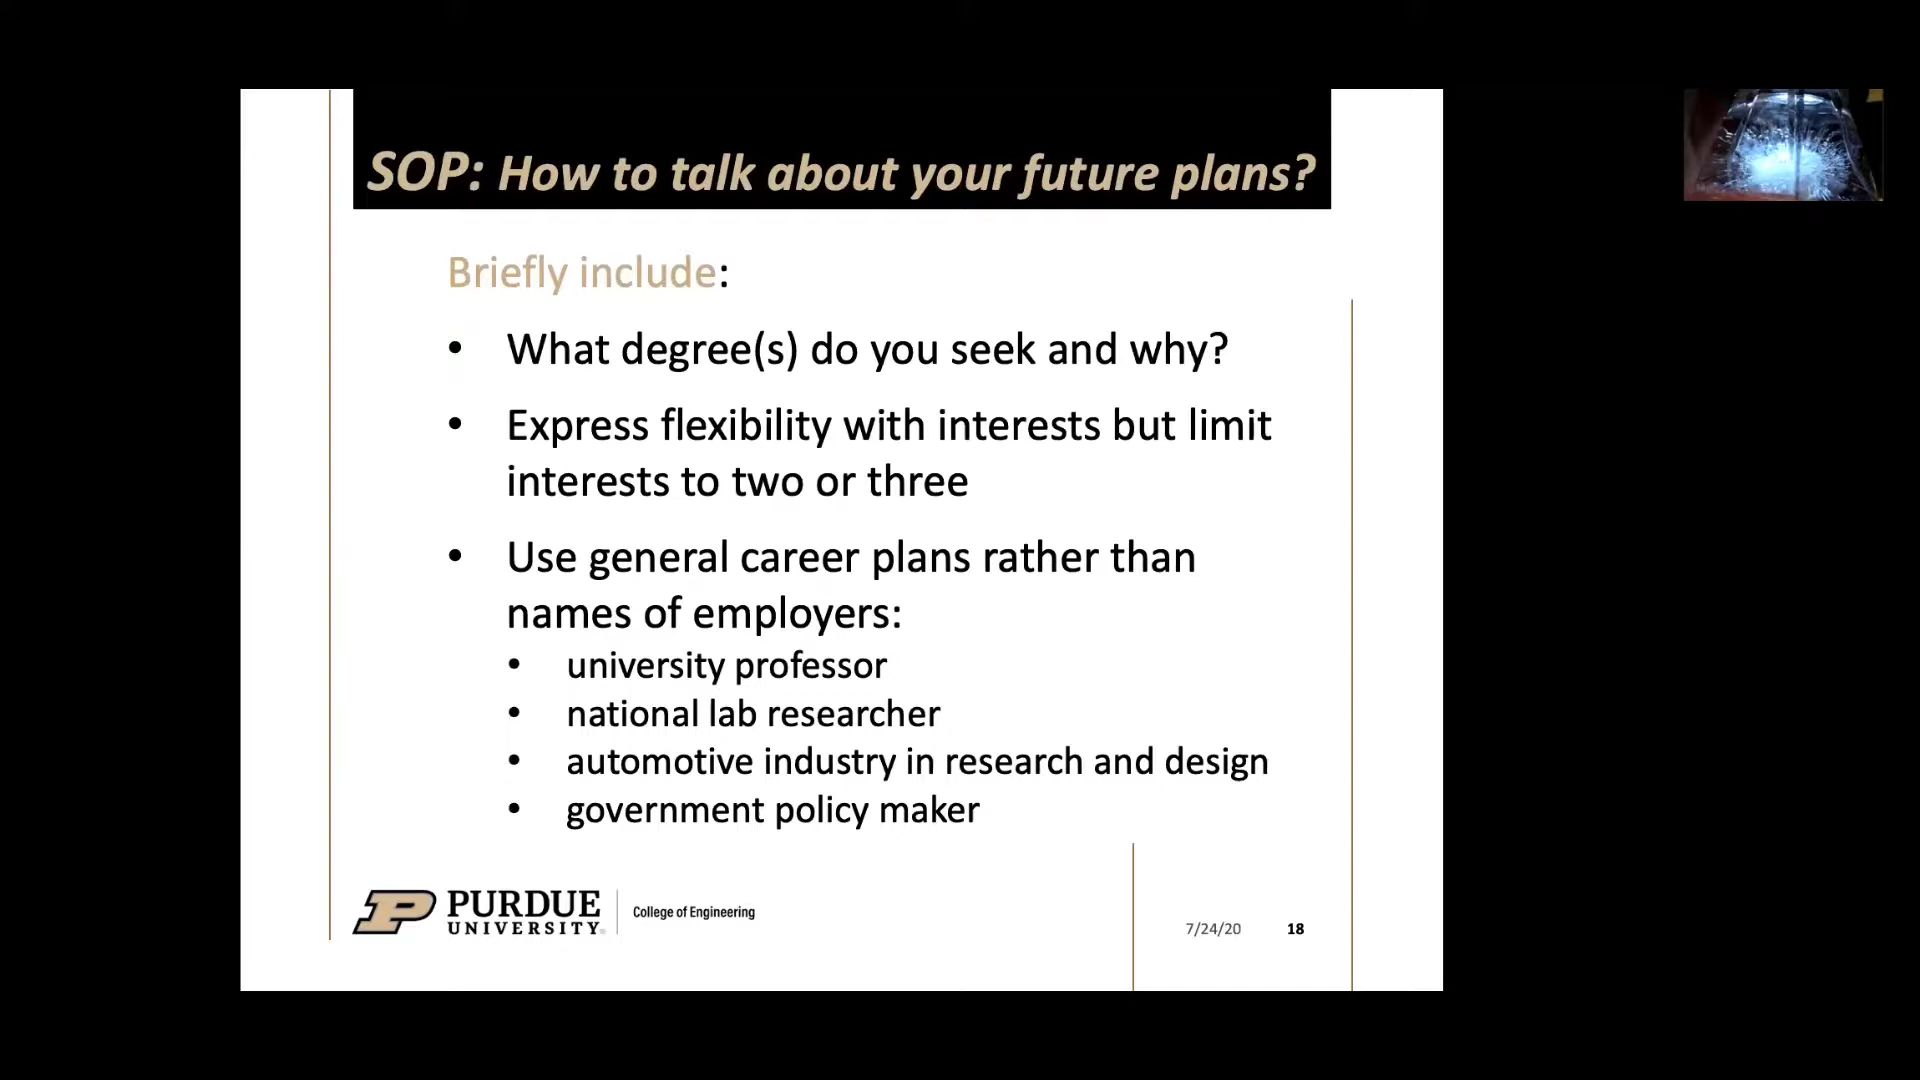 SOP: How to talk about your future plans?
Briefly include:
• What degree(s) do you seek and why?
• Express flexibility with interests but limit
interests to two or three
• Use general career plans rather than
names of employers:
• university professor
• national lab researcher
• automotive industry in research and design
• government policy maker
PURDUE
UNIVERSITY®
College of Engineering
7/24/20 18